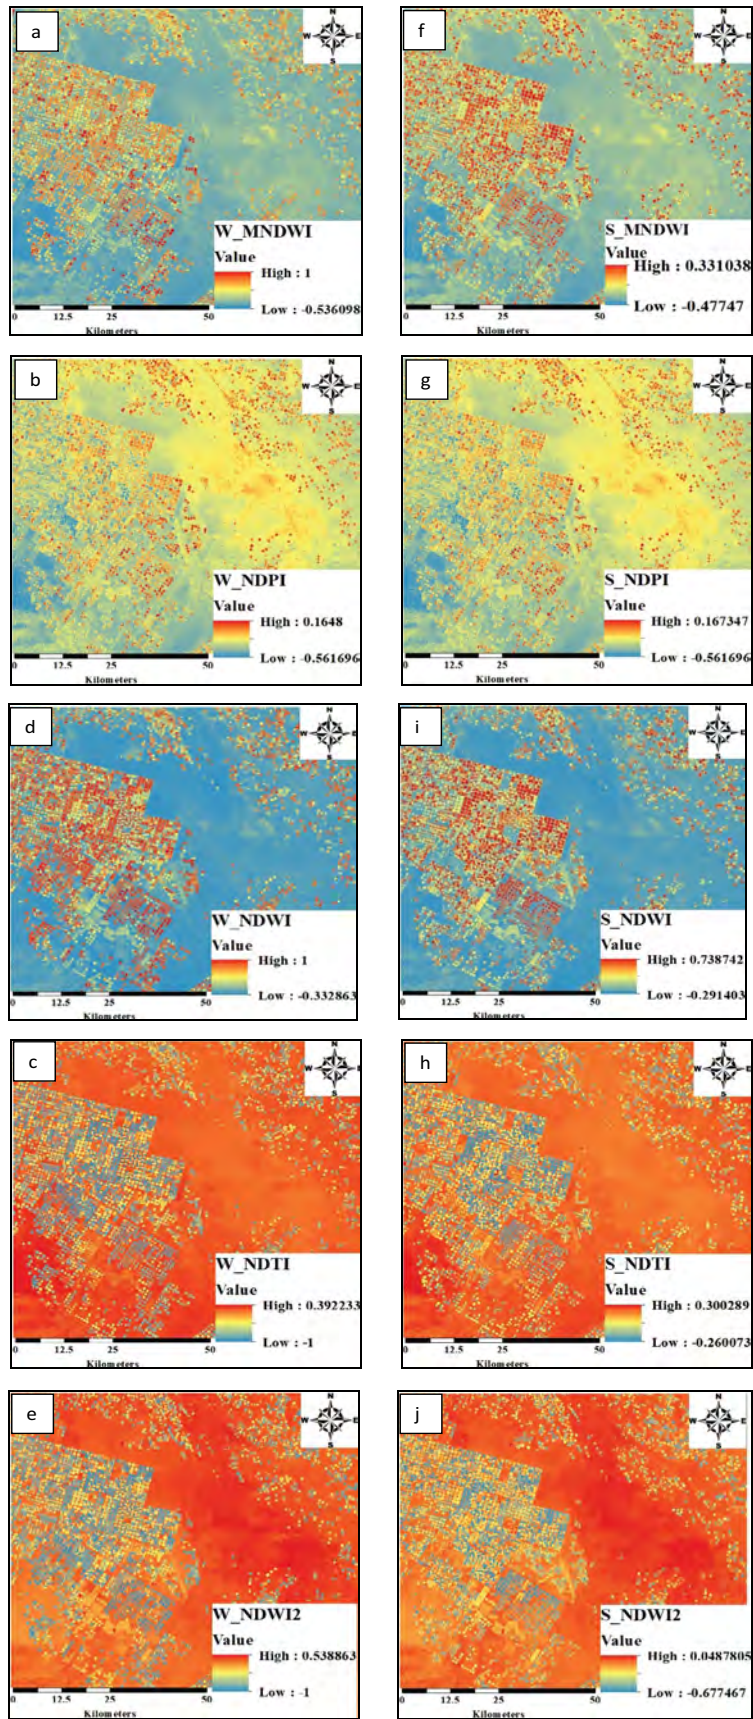 a
N
W E
S
W_MNDWI
Value
High : 1
Low : -0.536098
0 12.5 25 50
Kilometers
f
N
W E
S
S_MNDWI
Value
High : 0.331038
Low : -0.47747
0 12.5 25 50
Kilometers
b
N
W E
S
W_NDPI
Value
High : 0.1648
Low : -0.561696
0 12.5 25 50
Kilometers
g
N
W E
S
S_NDPI
Value
High : 0.167347
Low : -0.561696
0 12.5 25 50
Kilometers
d
N
W E
S
W_NDWI
Value
High : 1
Low : -0.332863
0 12.5 25 50
Kilometers
i
N
W E
S
S_NDWI
Value
High : 0.738742
Low : -0.291403
0 12.5 25 50
Kilometers
c
N
W E
S
W_NDTI
Value
High : 0.392233
Low : -1
0 12.5 25 50
Kilometers
h
N
W E
S
S_NDTI
Value
High : 0.300289
Low : -0.260073
0 12.5 25 50
Kilometers
e
N
W E
S
W_NDWI2
Value
High : 0.538863
Low : -1
0 12.5 25 50
Kilometers
j
N
W E
S
S_NDWI2
Value
High : 0.0487805
Low : -0.677467
0 12.5 25 50
Kilometers